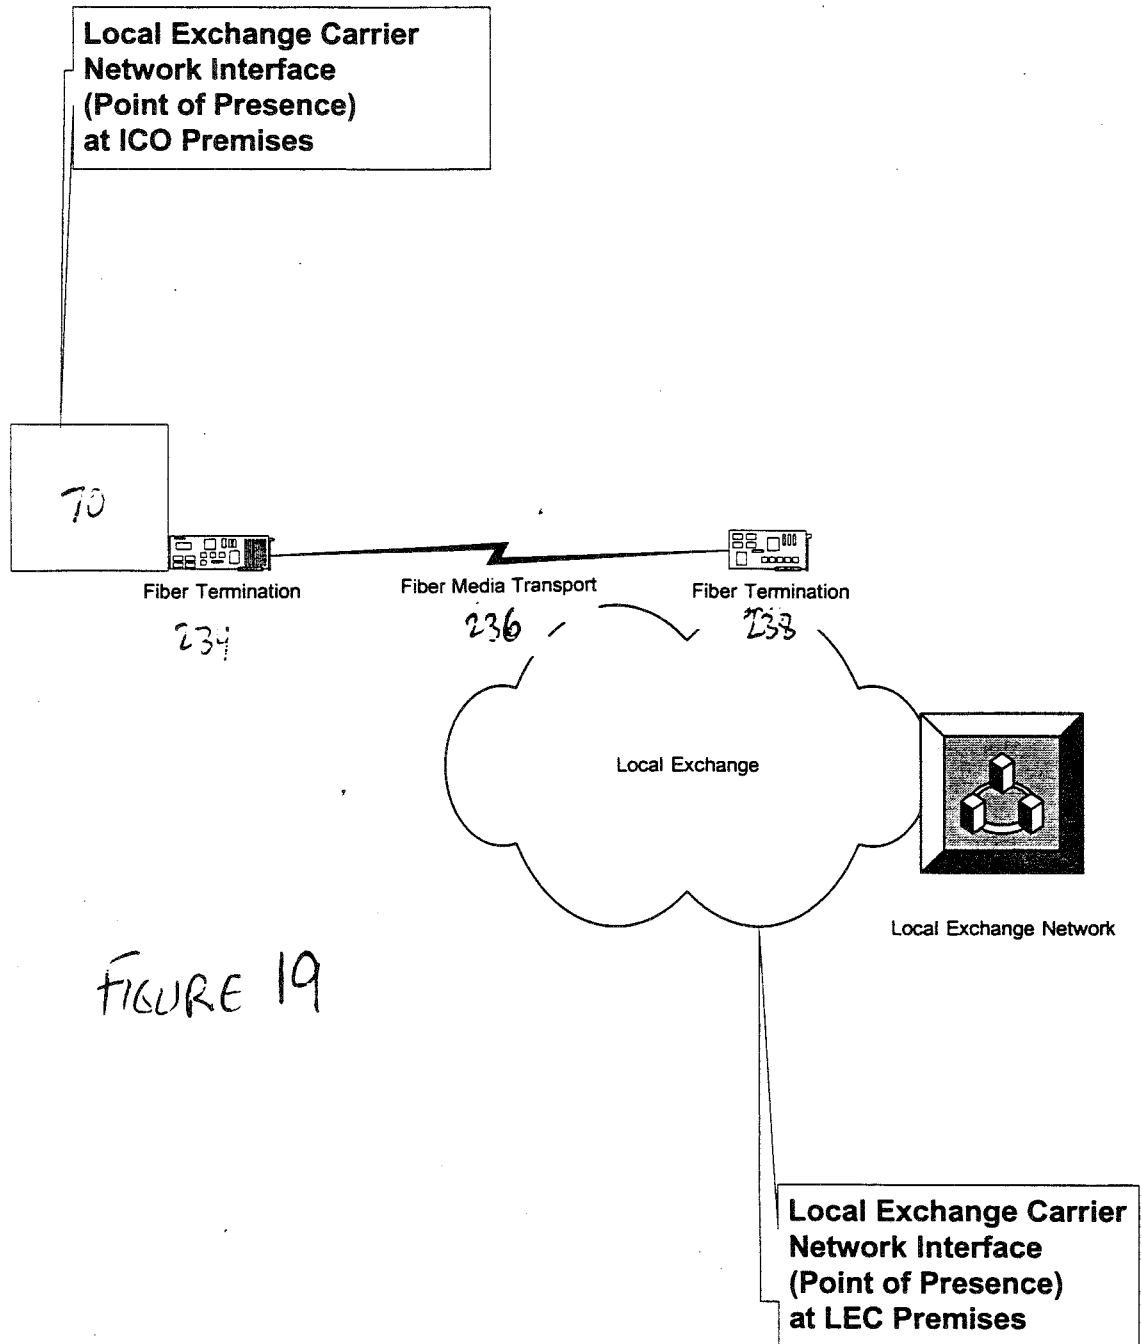 Local Exchange Carrier
Network Interface
(Point of Presence)
at ICO Premises
70
Fiber Termination
234
Fiber Media Transport
236
Fiber Termination
238
Local Exchange
Local Exchange Network
FIGURE 19
Local Exchange Carrier
Network Interface
(Point of Presence)
at LEC Premises